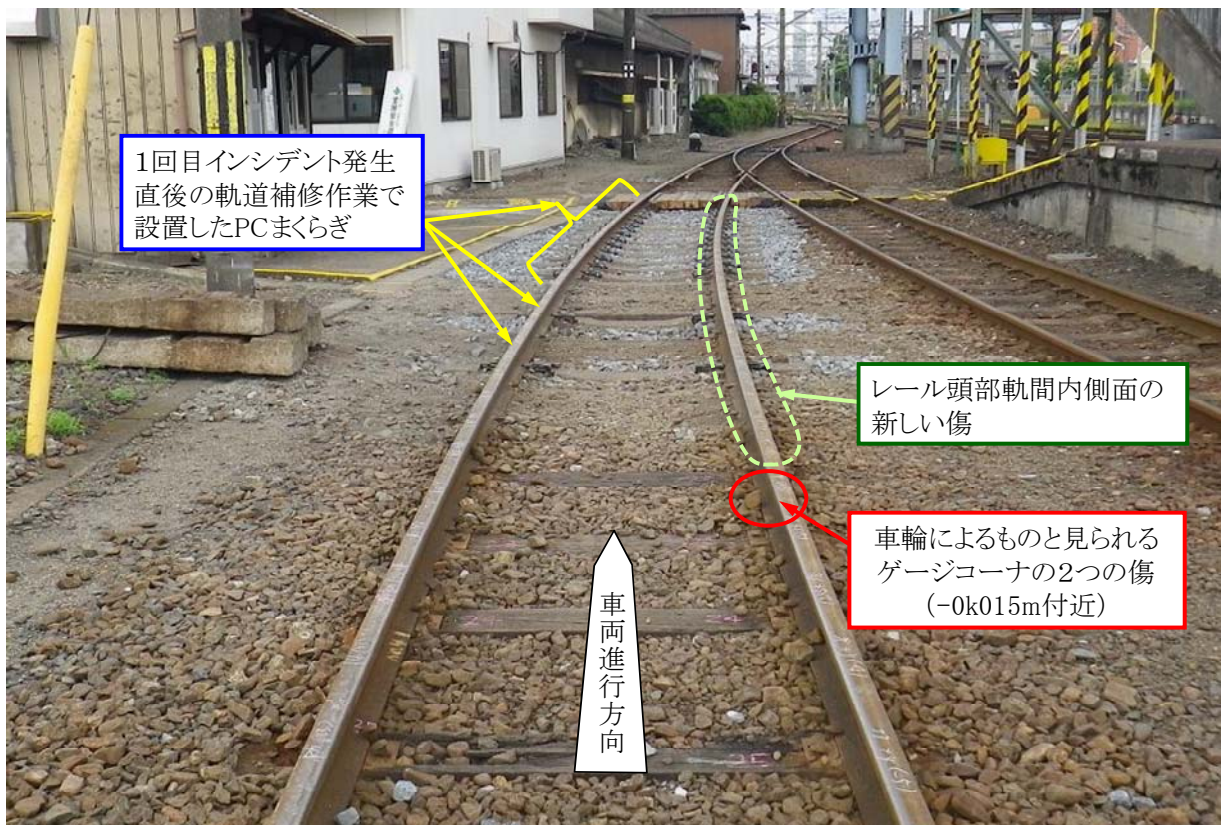 1回目インシデント発生
直後の軌道補修作業で
設置したPCまくらぎ
レール頭部軌間内側面の
新しい傷
車輪によるものと見られる
ゲージコーナの2つの傷
(-0k015m付近)
車両進行方向